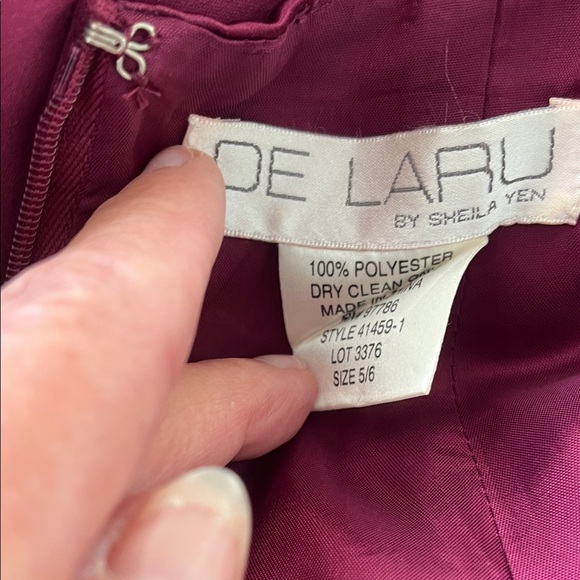 DE LARU
BY SHEILA YEN
100% POLYESTER
DRY CLEAN
MADE IN
97786
STYLE 41459-1
LOT 3376
SIZE 5/6